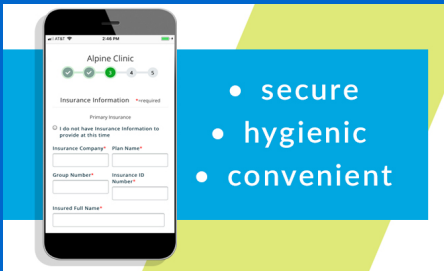 AT&T 2:48 PM
Alpine Clinic
3 4 5
Insurance Information *=required
Primary Insurance
I do not have Insurance Information to
provide at this time
Insurance Company* Plan Name*
Group Number* Insurance ID
Number*
Insured Full Name*
• secure
• hygienic
• convenient